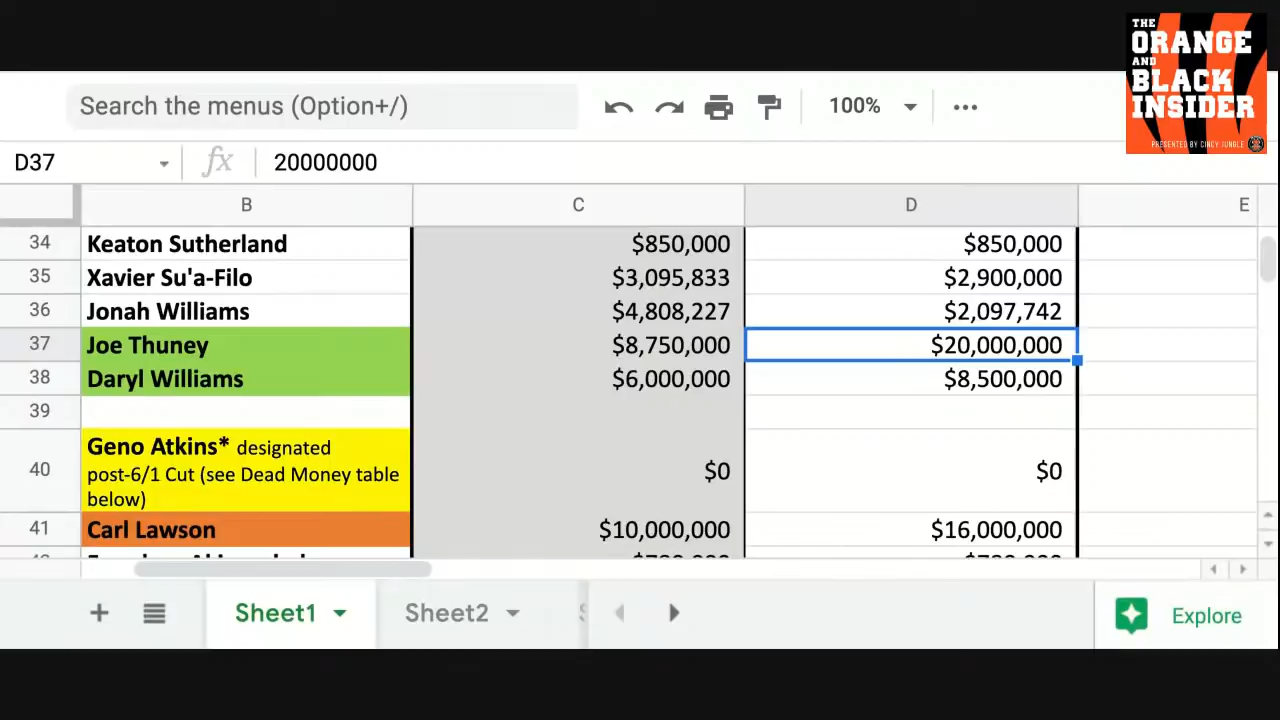 THE
ORANGE
AND
BLACK
INSIDER
PRESENTED BY CINCY JUNGLE
Search the menus (Option+/)
100%
D37
fx
20000000
B C D E
34 Keaton Sutherland $850,000 $850,000
35 Xavier Su'a-Filo $3,095,833 $2,900,000
36 Jonah Williams $4,808,227 $2,097,742
37 Joe Thuney $8,750,000 $20,000,000
38 Daryl Williams $6,000,000 $8,500,000
39
40 Geno Atkins* designated
post-6/1 Cut (see Dead Money table
below) $0 $0
41 Carl Lawson $10,000,000 $16,000,000
Sheet1 Sheet2
Explore